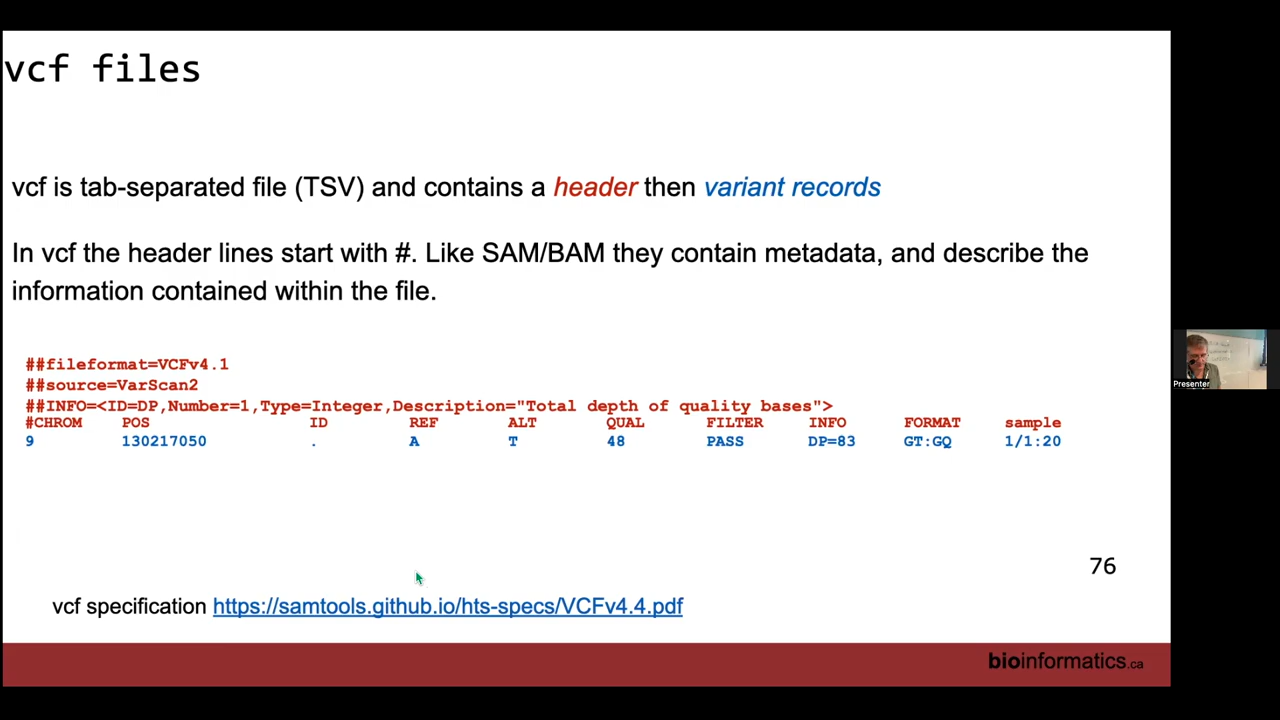 vcf files
vcf is tab-separated file (TSV) and contains a header then variant records
In vcf the header lines start with #. Like SAM/BAM they contain metadata, and describe the
information contained within the file.
##fileformat=VCFv4.1
##source=VarScan2
##INFO=<ID=DP,Number=1,Type=Integer,Description="Total depth of quality bases">
#CHROM POS ID REF ALT QUAL FILTER INFO FORMAT sample
9 130217050 . A T 48 PASS DP=83 GT:GQ 1/1:20
Presenter
76
vcf specification https://samtools.github.io/hts-specs/VCFv4.4.pdf
bioinformatics.ca